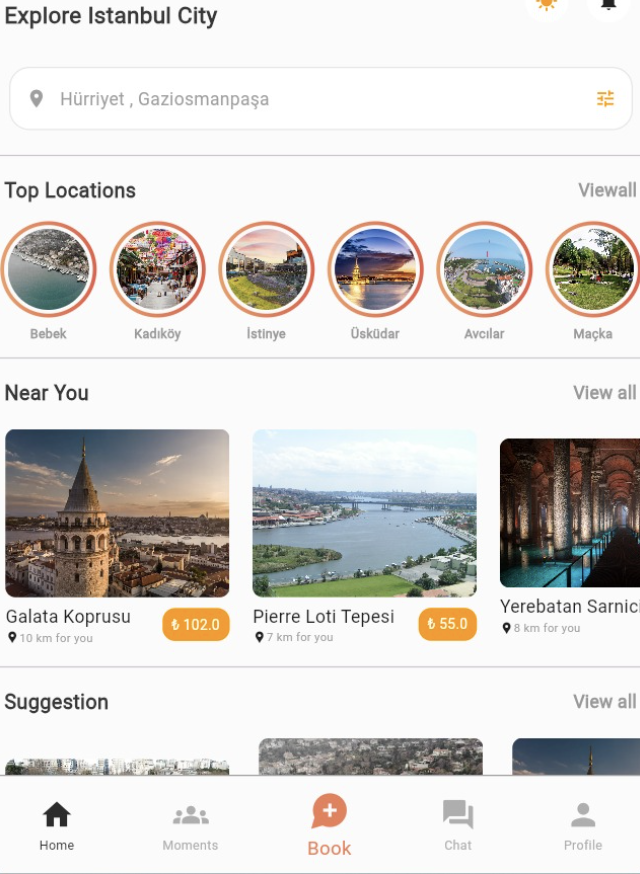 Explore Istanbul City
Hürriyet , Gaziosmanpaşa
Top Locations
Viewall
Bebek
Kadıköy
İstinye
Üsküdar
Avcılar
Maçka
Near You
View all
Galata Koprusu
10 km for you
₺ 102.0
Pierre Loti Tepesi
7 km for you
₺ 55.0
Yerebatan Sarnici
8 km for you
Suggestion
View all
Home
Moments
Book
Chat
Profile